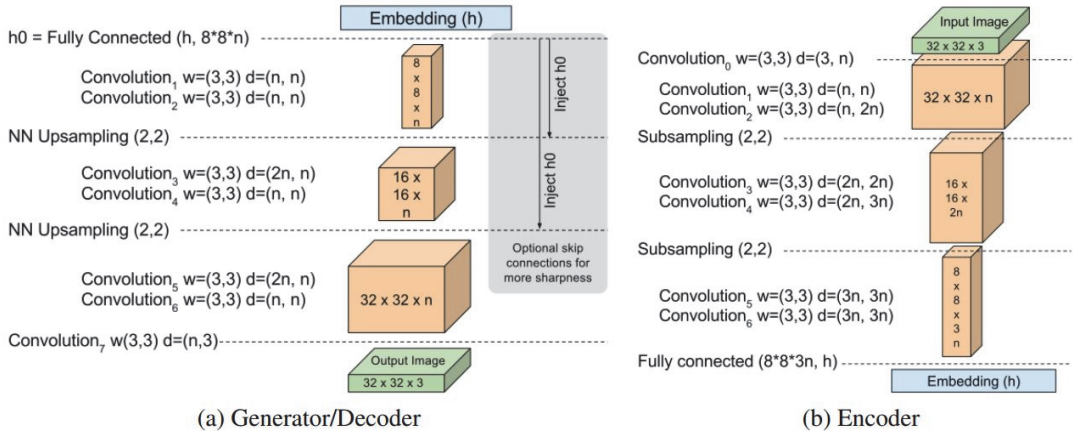 Embedding (h)
h0 = Fully Connected (h, 8*8*n)
Convolution₁ w=(3,3) d=(n, n)
Convolution₂ w=(3,3) d=(n, n)
8
x
8
x
n
Inject h0
NN Upsampling (2,2)
Convolution₃ w=(3,3) d=(2n, n)
Convolution₄ w=(3,3) d=(n, n)
16 x
16 x
n
Inject h0
NN Upsampling (2,2)
Optional skip
connections for
more sharpness
Convolution₅ w=(3,3) d=(2n, n)
Convolution₆ w=(3,3) d=(n, n)
32 x 32 x n
Convolution₇ w(3,3) d=(n,3)
Output Image
32 x 32 x 3
(a) Generator/Decoder
Input Image
32 x 32 x 3
Convolution₀ w=(3,3) d=(3, n)
Convolution₁ w=(3,3) d=(n, n)
Convolution₂ w=(3,3) d=(n, 2n)
32 x 32 x n
Subsampling (2,2)
Convolution₃ w=(3,3) d=(2n, 2n)
Convolution₄ w=(3,3) d=(2n, 3n)
16 x
16 x
2n
Subsampling (2,2)
Convolution₅ w=(3,3) d=(3n, 3n)
Convolution₆ w=(3,3) d=(3n, 3n)
8
x
8
x
3
n
Fully connected (8*8*3n, h)
Embedding (h)
(b) Encoder